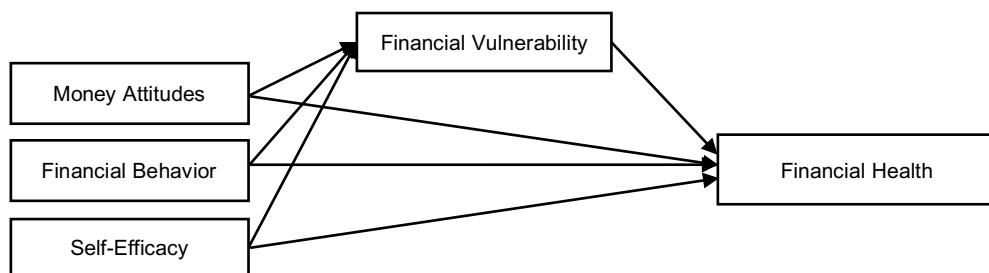 Financial Vulnerability
Money Attitudes
Financial Behavior
Financial Health
Self-Efficacy